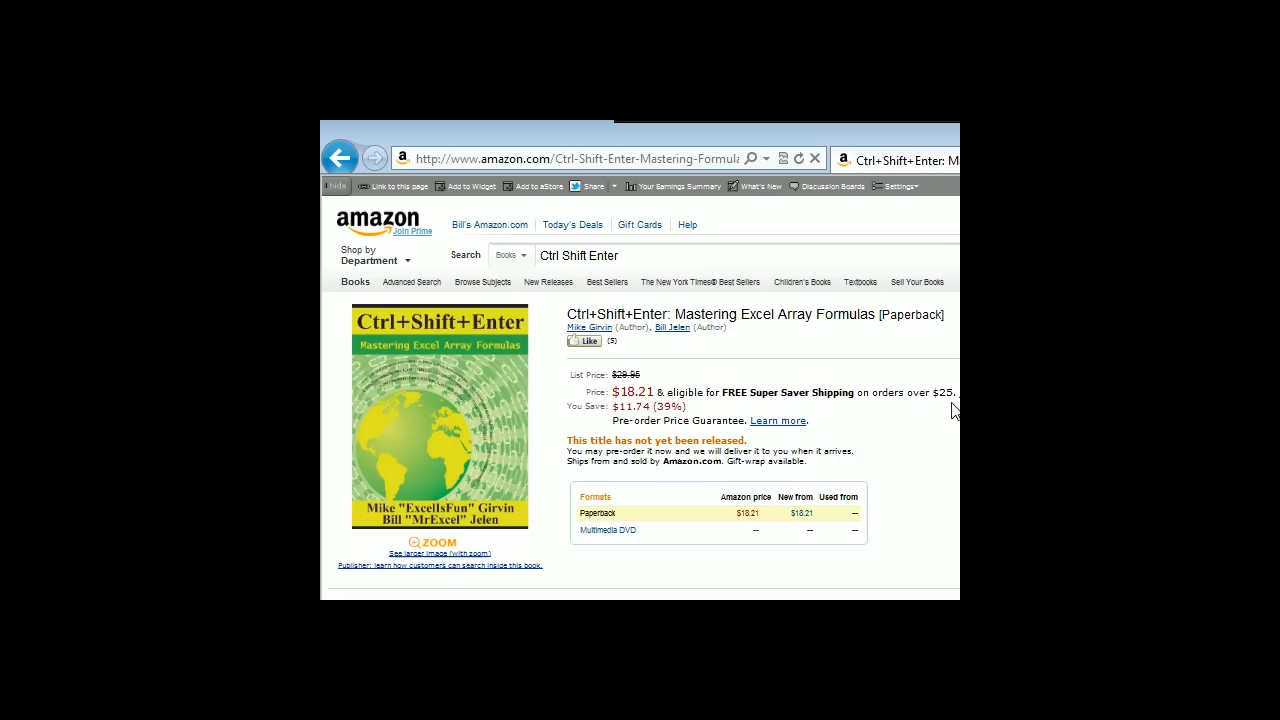 http://www.amazon.com/Ctrl-Shift-Enter-Mastering-Formula
Ctrl+Shift+Enter: M
hide Link to this page Add to Widget Add to aStore Share Your Earnings Summary What's New Discussion Boards Settings
amazon
Join Prime
Bill's Amazon.com Today's Deals Gift Cards Help
Shop by
Department
Search Books Ctrl Shift Enter
Books Advanced Search Browse Subjects New Releases Best Sellers The New York Times® Best Sellers Children's Books Textbooks Sell Your Books
Ctrl+Shift+Enter
Mastering Excel Array Formulas
Mike "ExcelIsFun" Girvin
Bill "MrExcel" Jelen
ZOOM
See larger image (with zoom)
Publisher: learn how customers can search inside this book.
Ctrl+Shift+Enter: Mastering Excel Array Formulas [Paperback]
Mike Girvin (Author), Bill Jelen (Author)
Like (5)
List Price: $29.95
Price: $18.21 & eligible for FREE Super Saver Shipping on orders over $25.
You Save: $11.74 (39%)
Pre-order Price Guarantee. Learn more.
This title has not yet been released.
You may pre-order it now and we will deliver it to you when it arrives.
Ships from and sold by Amazon.com. Gift-wrap available.
Formats Amazon price New from Used from
Paperback $18.21 $18.21 --
Multimedia DVD -- -- --